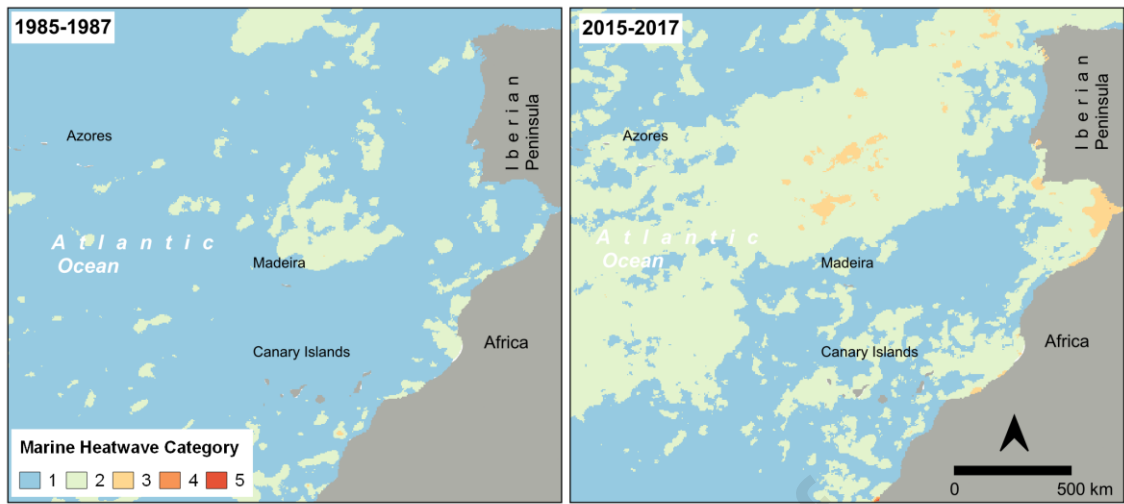 1985-1987
Azores
Iberian
Peninsula
Atlantic
Ocean
Madeira
Canary Islands
Africa
Marine Heatwave Category
1 2 3 4 5
2015-2017
Azores
Iberian
Peninsula
Atlantic
Ocean
Madeira
Canary Islands
Africa
0 500 km